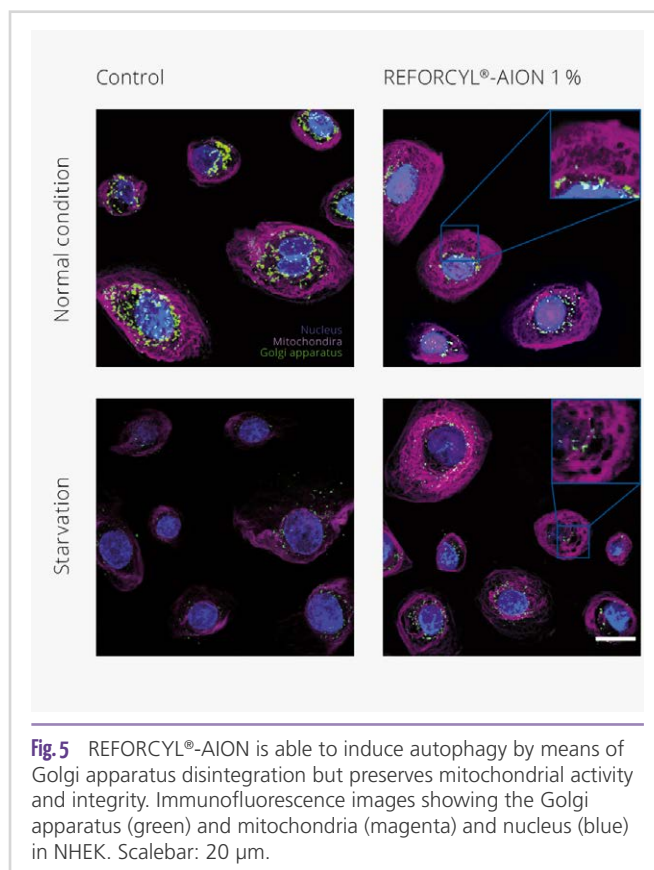 Control
REFORCYL®-AION 1 %
Normal condition
Nucleus
Mitochondira
Golgi apparatus
Starvation
Fig. 5 REFORCYL®-AION is able to induce autophagy by means of
Golgi apparatus disintegration but preserves mitochondrial activity
and integrity. Immunofluorescence images showing the Golgi
apparatus (green) and mitochondria (magenta) and nucleus (blue)
in NHEK. Scalebar: 20 µm.